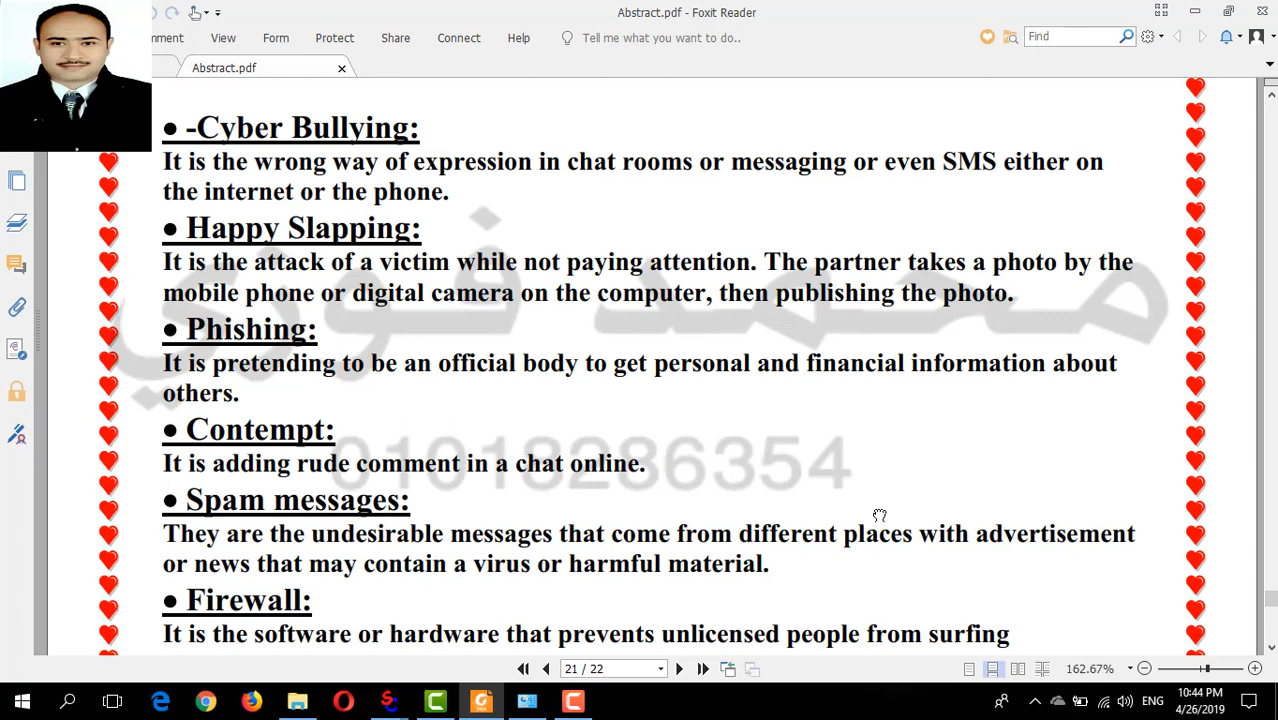 Abstract.pdf - Foxit Reader
mment View Form Protect Share Connect Help Tell me what you want to do.. Find
Abstract.pdf
• -Cyber Bullying:
It is the wrong way of expression in chat rooms or messaging or even SMS either on
the internet or the phone.
• Happy Slapping:
It is the attack of a victim while not paying attention. The partner takes a photo by the
mobile phone or digital camera on the computer, then publishing the photo.
محمد فوزي
• Phishing:
It is pretending to be an official body to get personal and financial information about
others.
• Contempt:
It is adding rude comment in a chat online.
01018286354
• Spam messages:
They are the undesirable messages that come from different places with advertisement
or news that may contain a virus or harmful material.
• Firewall:
It is the software or hardware that prevents unlicensed people from surfing
21 / 22 162.67%
ENG 10:44 PM
4/26/2019